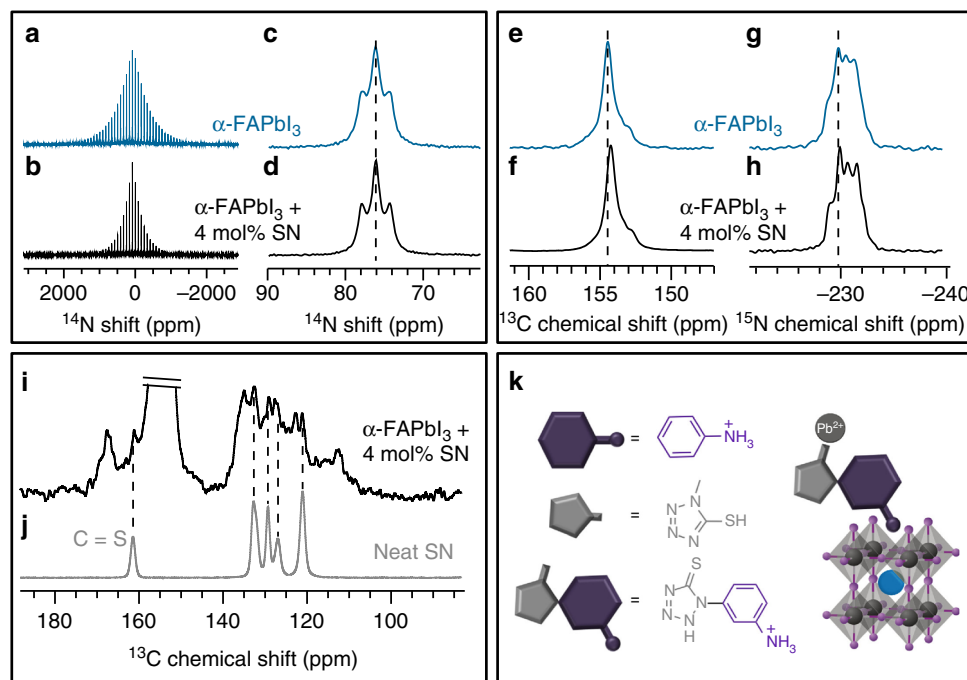 a
c
α-FAPbI₃
b
d
α-FAPbI₃ +
4 mol% SN
2000 0 −2000
90 80 70
¹⁴N shift (ppm)
¹⁴N shift (ppm)
e
g
α-FAPbI₃
f
h
α-FAPbI₃ +
4 mol% SN
160 155 150
−230 −240
¹³C chemical shift (ppm)
¹⁵N chemical shift (ppm)
i
α-FAPbI₃ +
4 mol% SN
j
C = S
Neat SN
180 160 140 120 100
¹³C chemical shift (ppm)
k
= +
NH₃
Pb²⁺
= N N N N SH
= S
N N N N
H
+
NH₃